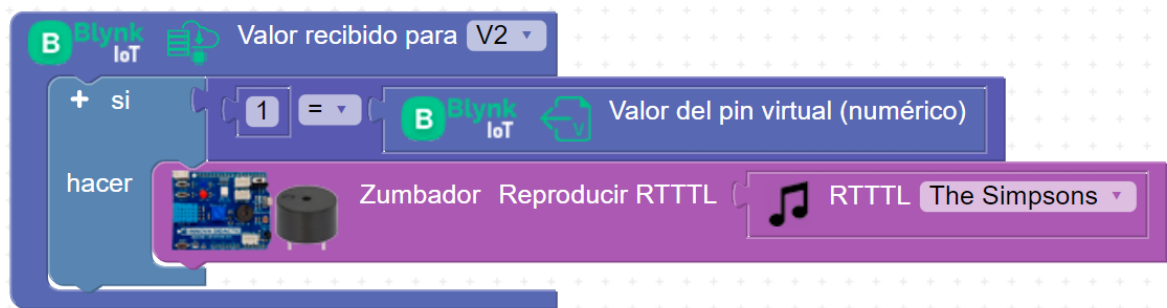 B Blynk IoT Valor recibido para V2
+ si 1 = B Blynk IoT V Valor del pin virtual (numérico)
hacer Zumbador Reproducir RTTTL RTTTL The Simpsons